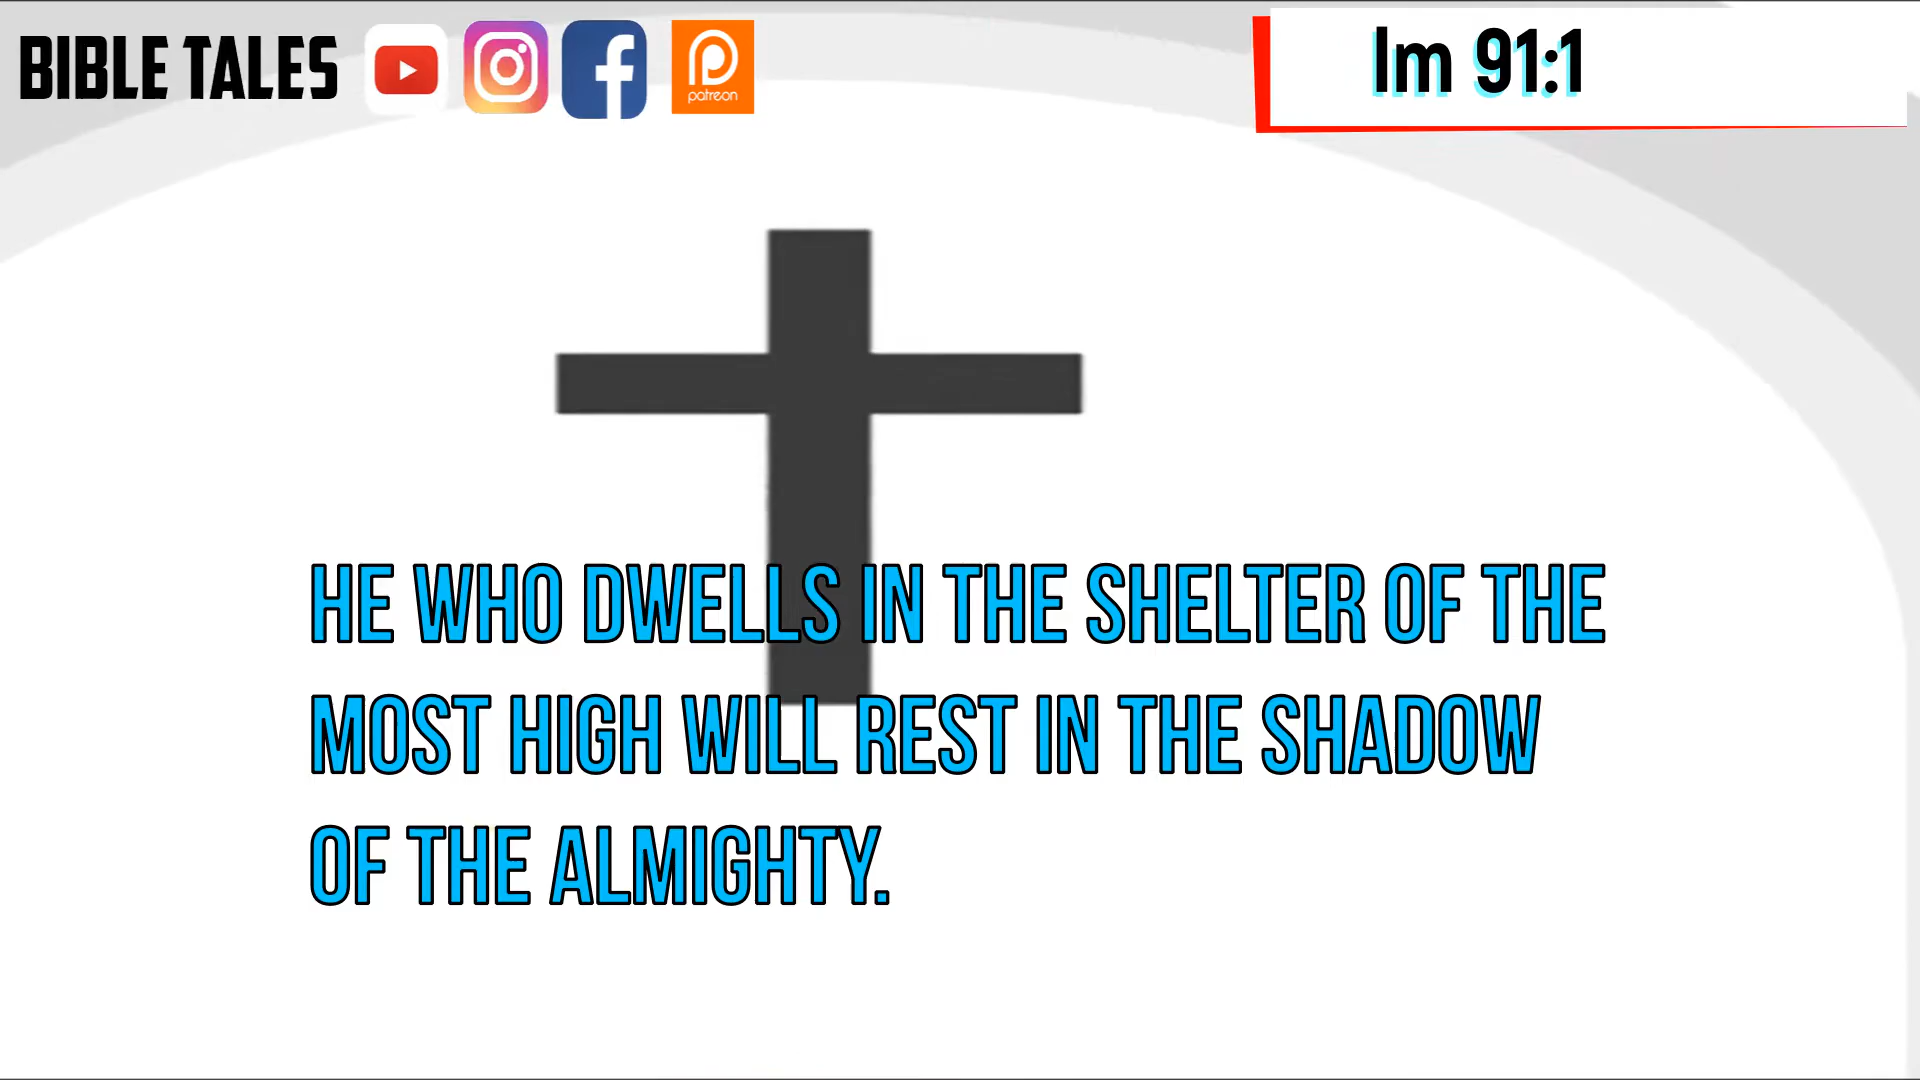 BIBLE TALES
patreon
lm 91:1
HE WHO DWELLS IN THE SHELTER OF THE
MOST HIGH WILL REST IN THE SHADOW
OF THE ALMIGHTY.